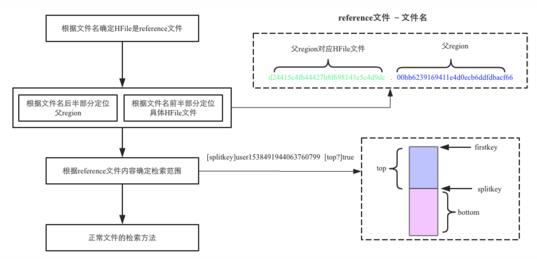 根据文件名确定HFile是reference文件
根据文件名后半部分定位
父region
根据文件名前半部分定位
具体HFile文件
根据reference文件内容确定检索范围
正常文件的检索方法
reference文件 - 文件名
父region对应HFile文件
父region
d24415c4fb44427b8f698143e5c4d9dc
.
00bb6239169411e4d0ecb6ddfdbacf66
[splitkey]user1538491944063760799 [top?]true
firstkey
top
splitkey
bottom